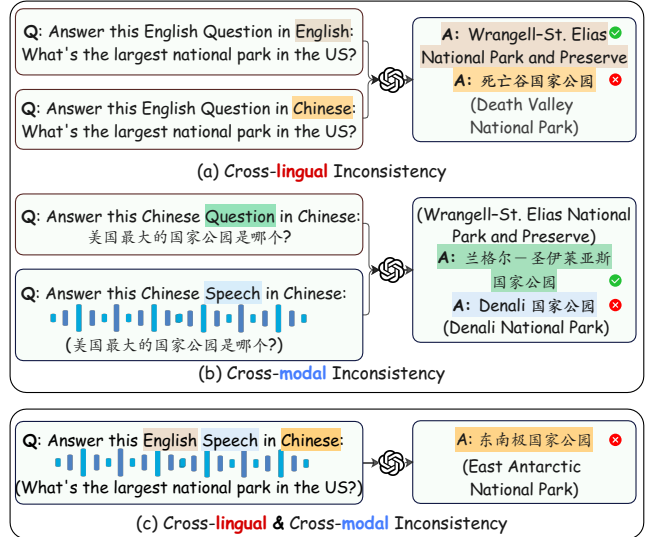 Q: Answer this English Question in English:
What's the largest national park in the US?
Q: Answer this English Question in Chinese:
What's the largest national park in the US?
A: Wrangell–St. Elias
National Park and Preserve
A: 死亡谷国家公园
(Death Valley
National Park)
(a) Cross-lingual Inconsistency
Q: Answer this Chinese Question in Chinese:
美国最大的国家公园是哪个?
Q: Answer this Chinese Speech in Chinese:
(美国最大的国家公园是哪个?)
(Wrangell–St. Elias National
Park and Preserve)
A: 兰格尔－圣伊莱亚斯
国家公园
A: Denali 国家公园
(Denali National Park)
(b) Cross-modal Inconsistency
Q: Answer this English Speech in Chinese:
(What's the largest national park in the US?)
A: 东南极国家公园
(East Antarctic
National Park)
(c) Cross-lingual & Cross-modal Inconsistency